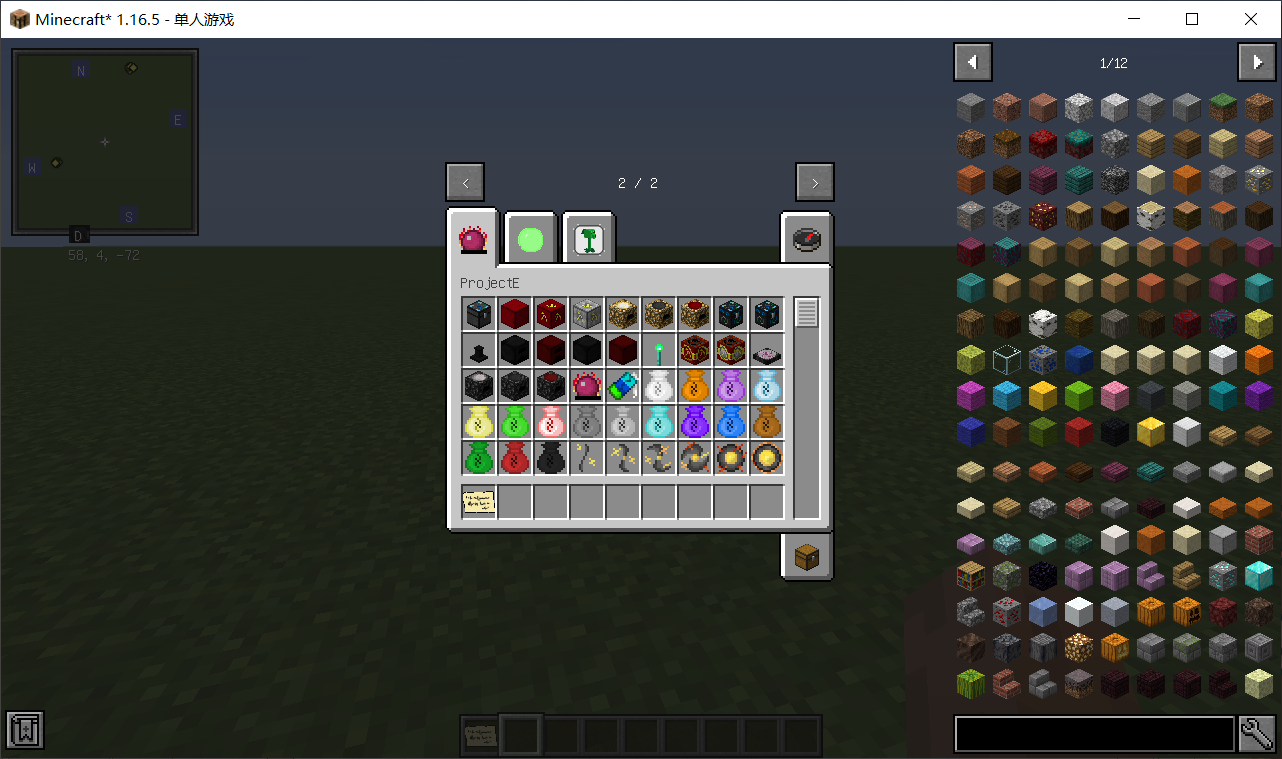 Minecraft* 1.16.5 - 单人游戏
N
E
W
S
D
58, 4, -72
1/12
< 2 / 2 >
ProjectE